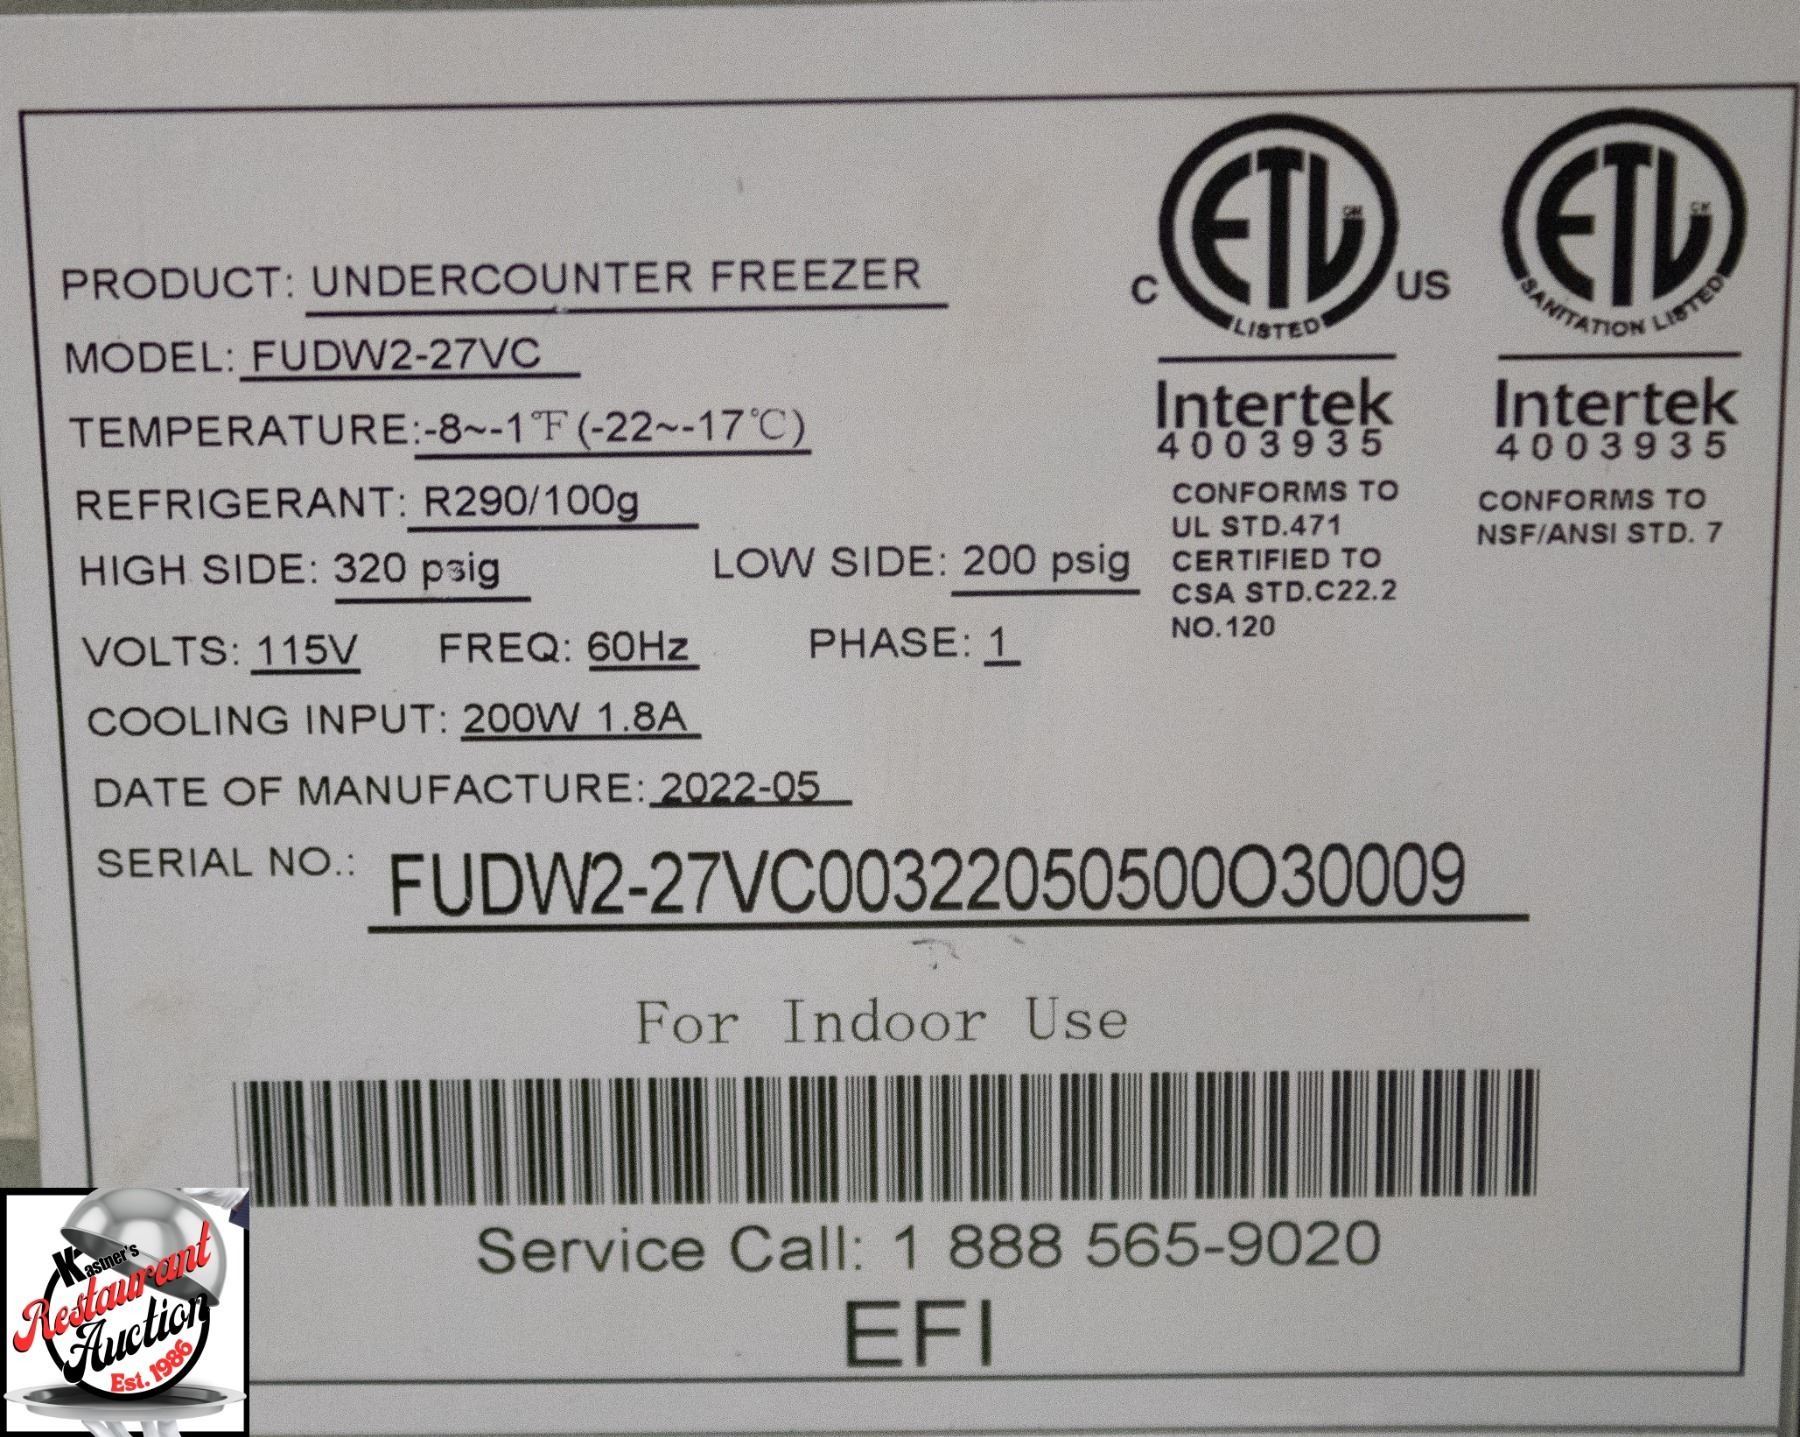 PRODUCT: UNDERCOUNTER FREEZER
MODEL: FUDW2-27VC
TEMPERATURE:-8~-1℉(-22~-17℃)
REFRIGERANT: R290/100g
HIGH SIDE: 320 psig LOW SIDE: 200 psig
VOLTS: 115V FREQ: 60Hz PHASE: 1
COOLING INPUT: 200W 1.8A
DATE OF MANUFACTURE: 2022-05
SERIAL NO.: FUDW2-27VC00322050500O30009
ETL CM
C US
LISTED
Intertek
4003935
CONFORMS TO
UL STD.471
CERTIFIED TO
CSA STD.C22.2
NO.120
ETL CM
SANITATION LISTED
Intertek
4003935
CONFORMS TO
NSF/ANSI STD. 7
For Indoor Use
Service Call: 1 888 565-9020
EFI
Kastner's
Restaurant
Auction
Est. 1986